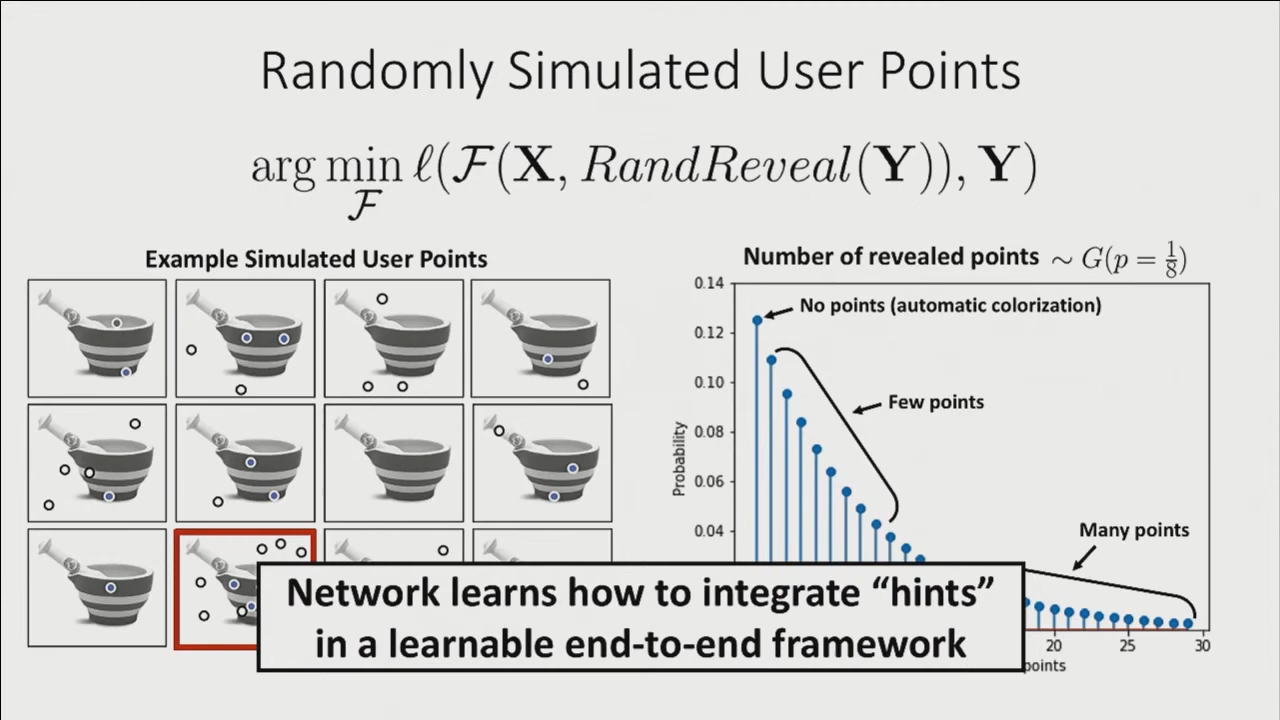 Randomly Simulated User Points
arg min ℓ(𝓕(X, RandReveal(Y)), Y)
𝓕
Example Simulated User Points
Number of revealed points ~ G(p = 1/8)
0.14
No points (automatic colorization)
0.12
0.10
Few points
0.08
Probability
0.06
0.04
Many points
Network learns how to integrate “hints”
in a learnable end-to-end framework
20 25 30
points